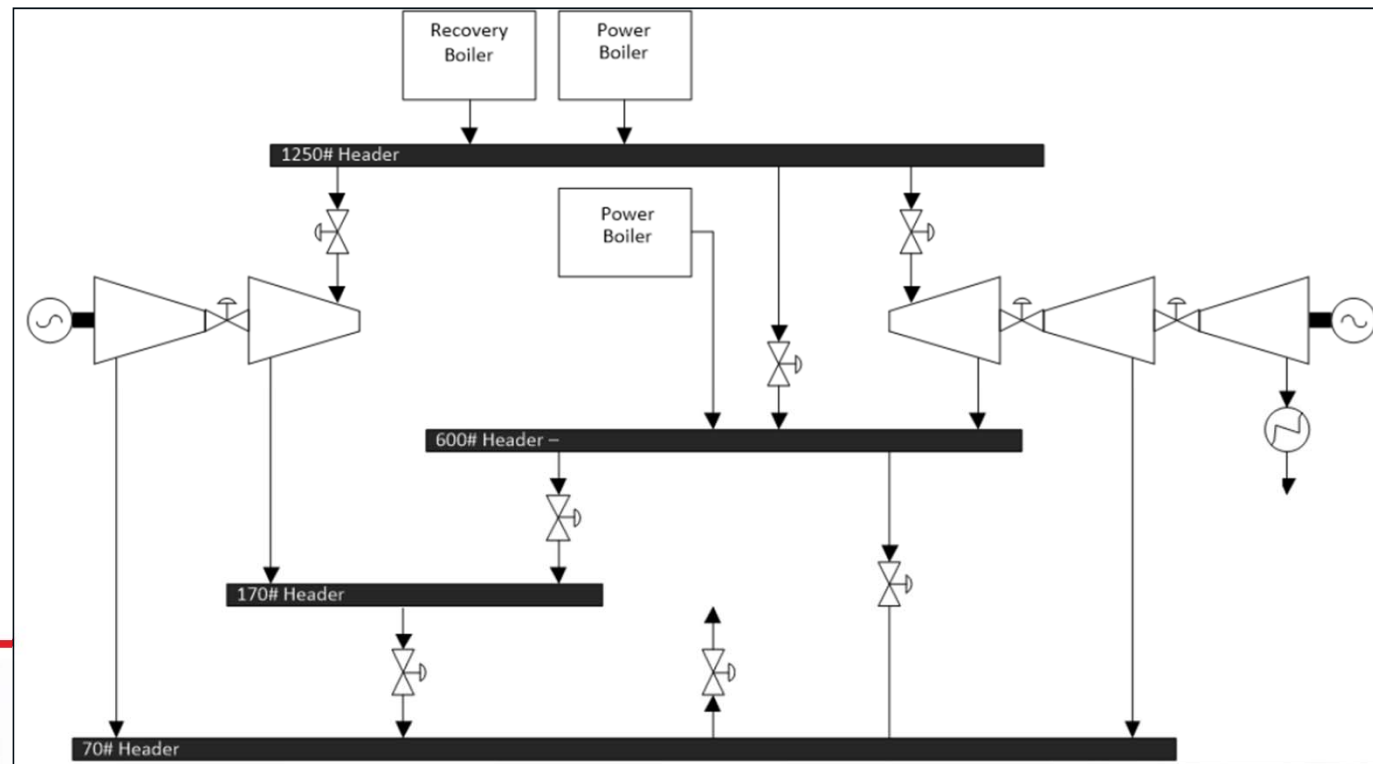 Recovery
Boiler
Power
Boiler
1250# Header
Power
Boiler
600# Header –
170# Header
70# Header